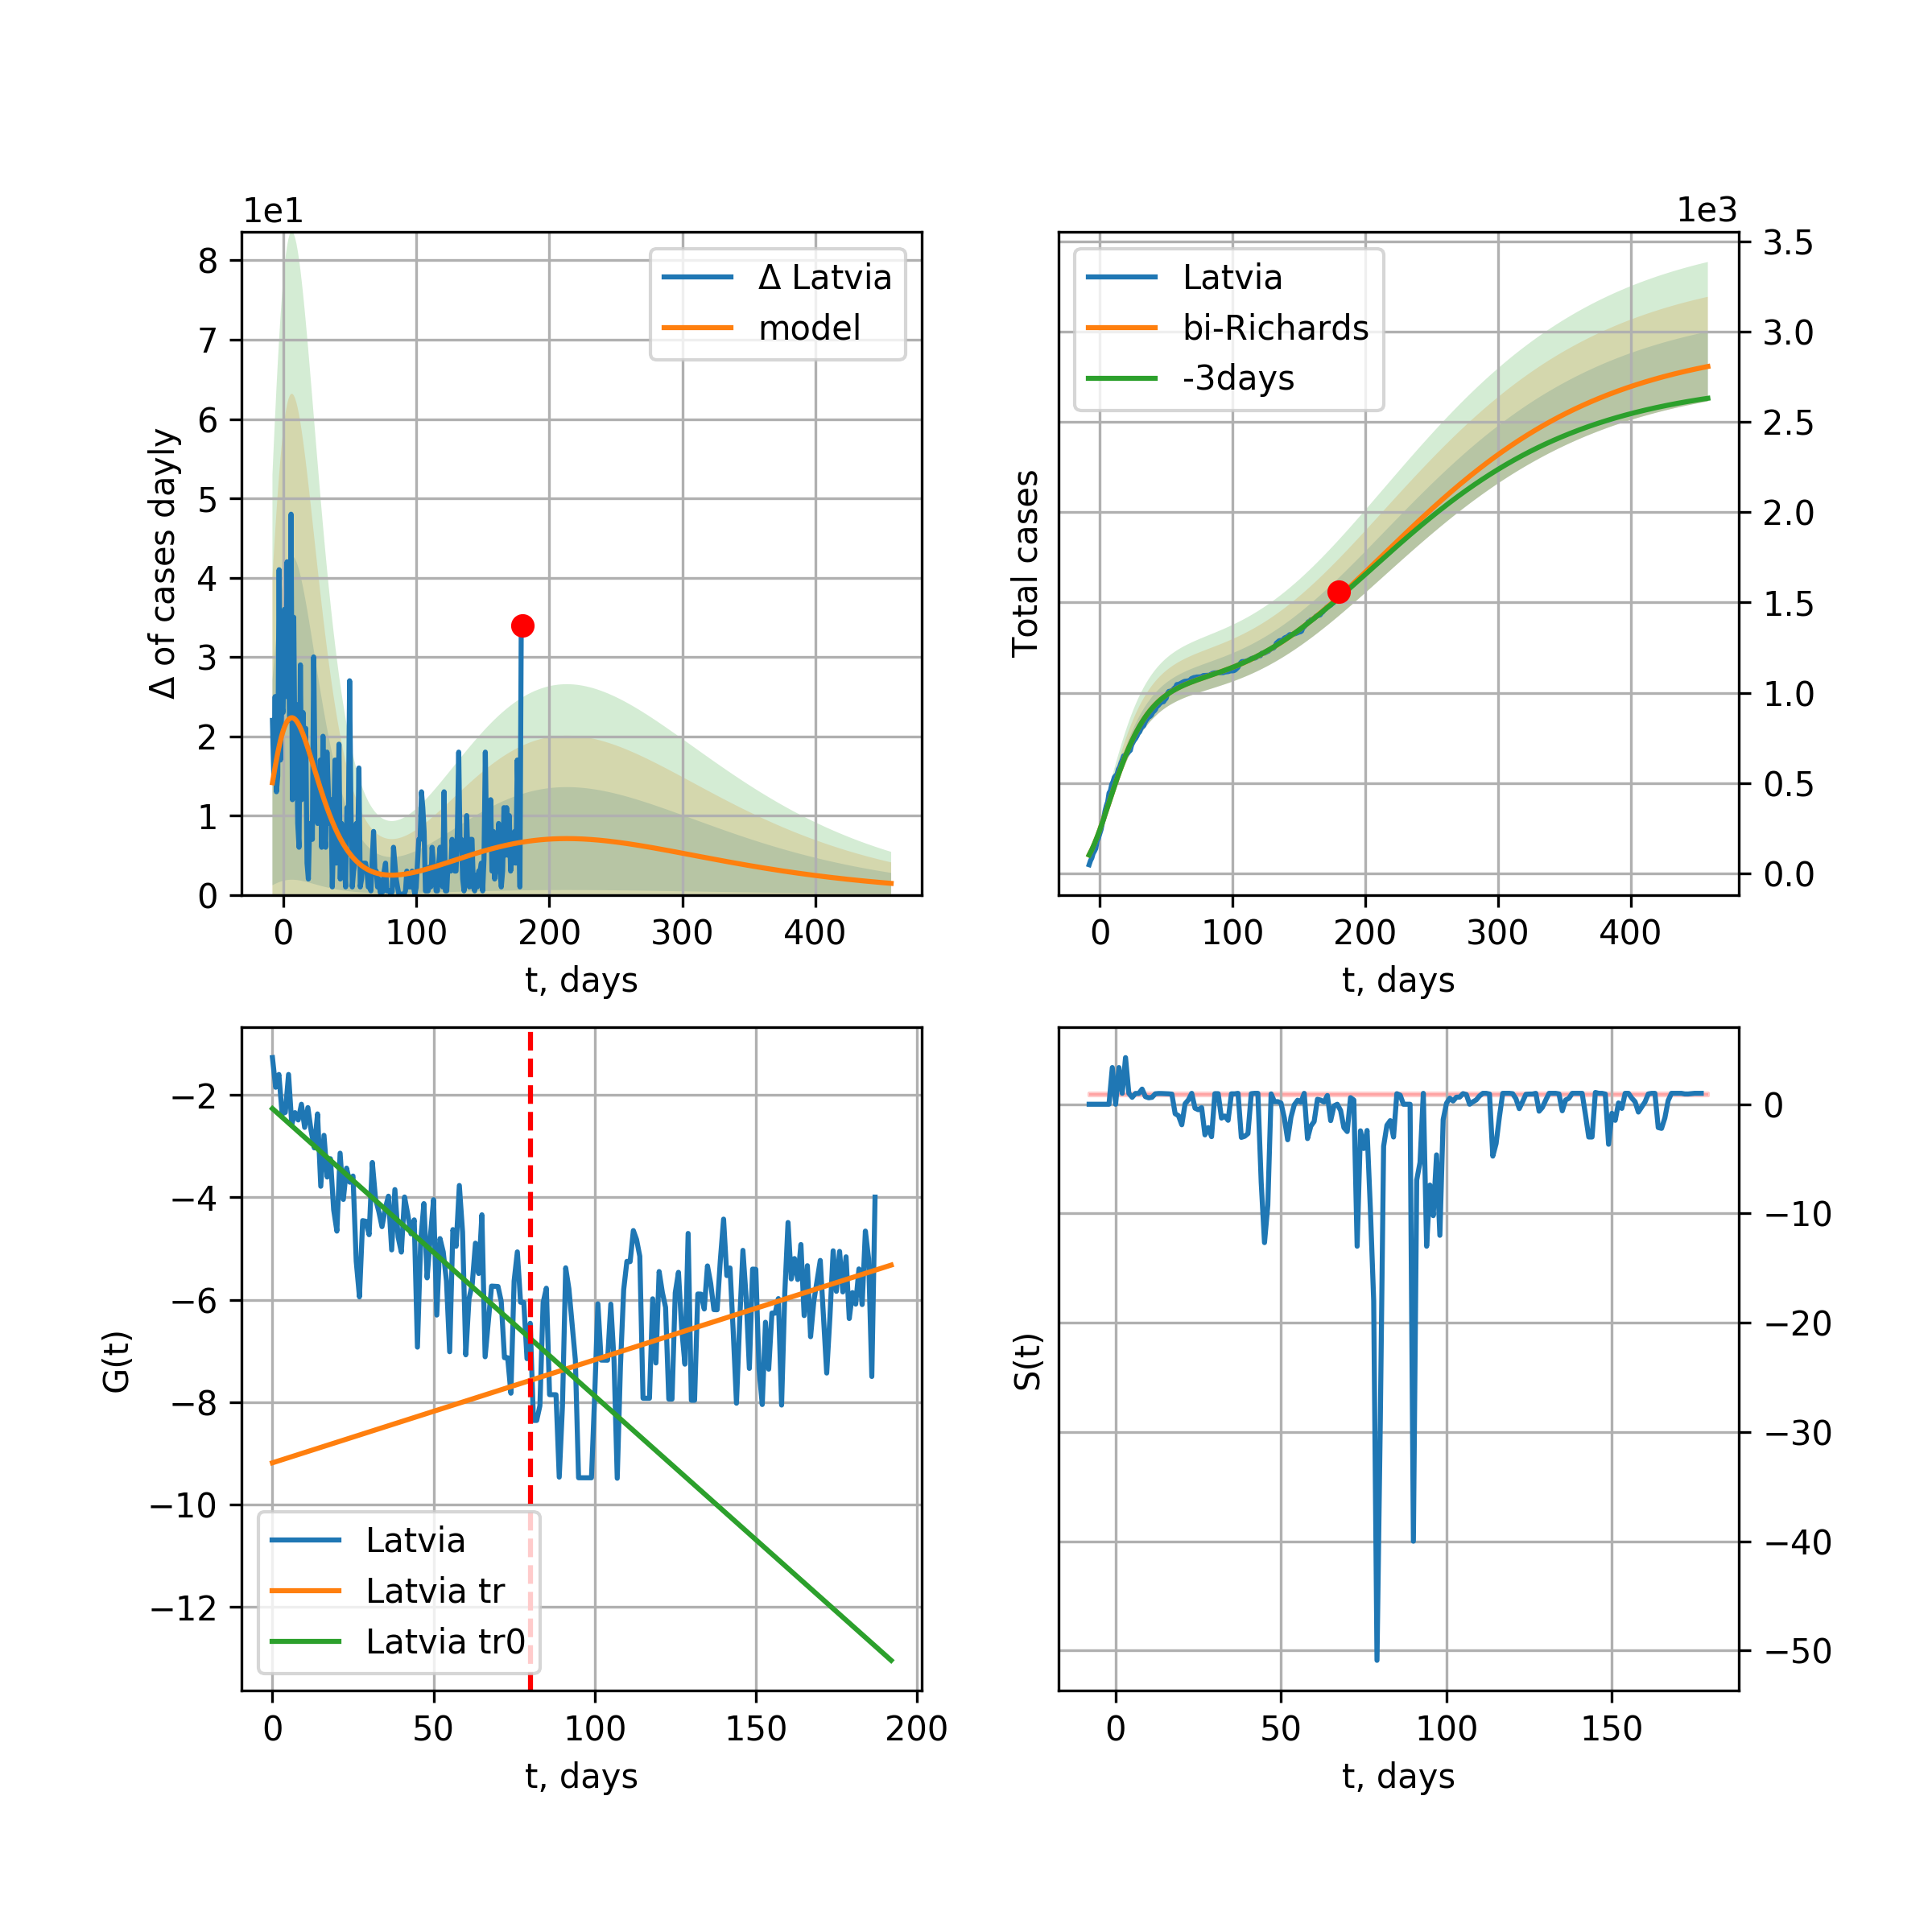 1e1
8
7
6
5
4
3
2
1
0
Δ of cases dayly
0 100 200 300 400
t, days
Δ Latvia
model
1e3
3.5
3.0
2.5
2.0
1.5
1.0
0.5
0.0
Total cases
0 100 200 300 400
t, days
Latvia
bi-Richards
-3days
−2
−4
−6
−8
−10
−12
G(t)
0 50 100 150 200
t, days
Latvia
Latvia tr
Latvia tr0
0
−10
−20
−30
−40
−50
S(t)
0 50 100 150
t, days